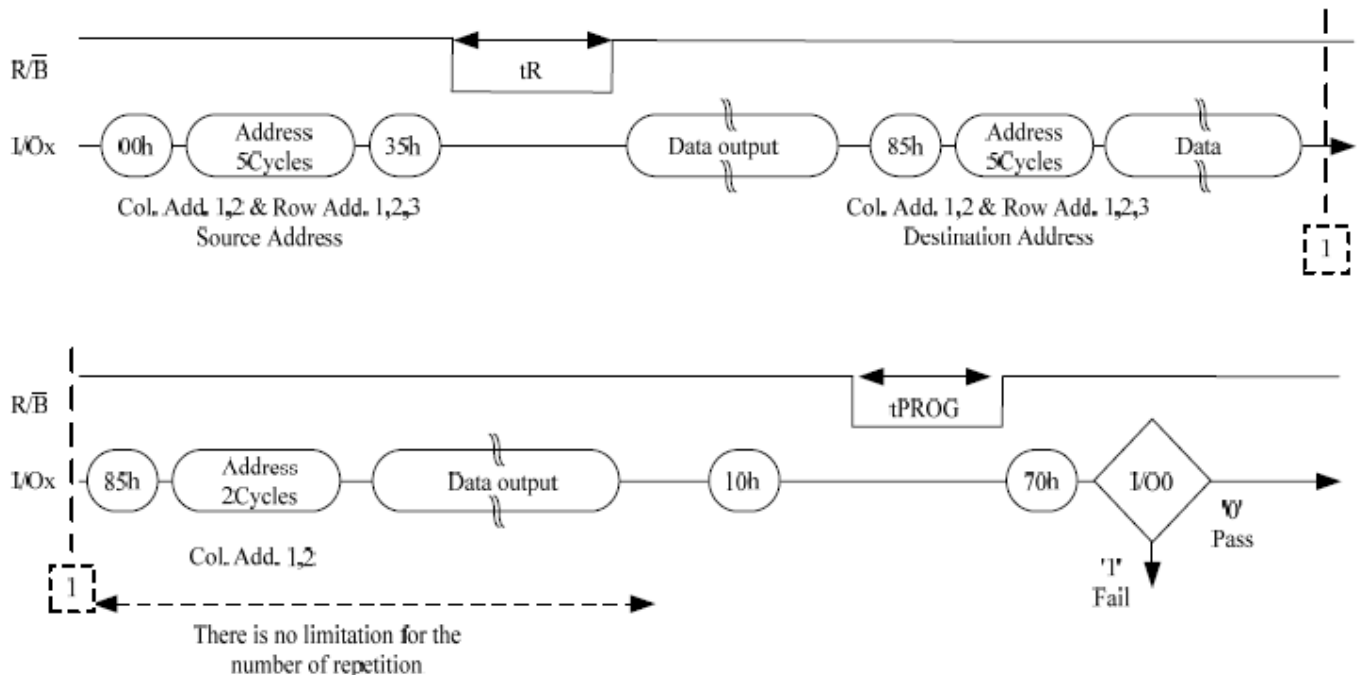 R/B
tR
I/Ox
00h
Address
5Cycles
35h
Data output
85h
Address
5Cycles
Data
Col. Add. 1,2 & Row Add. 1,2,3
Source Address
Col. Add. 1,2 & Row Add. 1,2,3
Destination Address
1
R/B
tPROG
I/Ox
85h
Address
2Cycles
Data output
10h
70h
I/O0
'0'
Pass
Col. Add. 1,2
'1'
Fail
1
There is no limitation for the
number of repetition